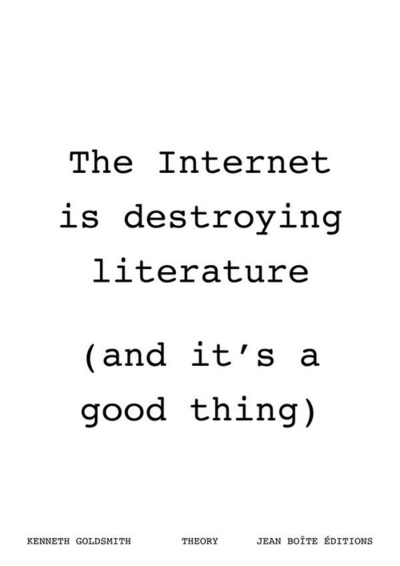 The Internet
is destroying
literature
(and it’s a
good thing)
KENNETH GOLDSMITH THEORY JEAN BOÎTE ÉDITIONS